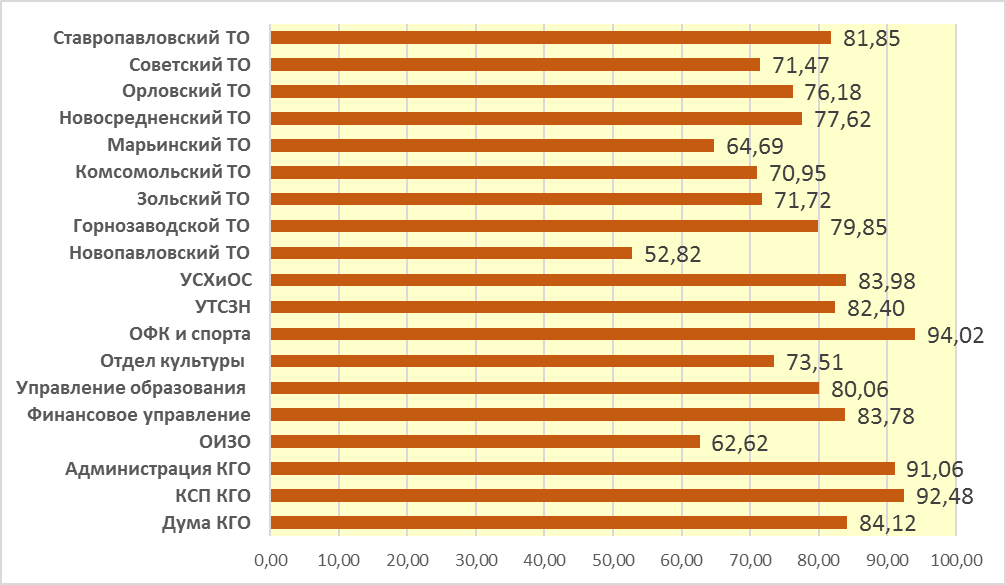 Ставропавловский ТО 81,85
Советский ТО 71,47
Орловский ТО 76,18
Новосредненский ТО 77,62
Марьинский ТО 64,69
Комсомольский ТО 70,95
Зольский ТО 71,72
Горнозаводской ТО 79,85
Новопавловский ТО 52,82
УСХиОС 83,98
УТСЗН 82,40
ОФК и спорта 94,02
Отдел культуры 73,51
Управление образования 80,06
Финансовое управление 83,78
ОИЗО 62,62
Администрация КГО 91,06
КСП КГО 92,48
Дума КГО 84,12
0,00 10,00 20,00 30,00 40,00 50,00 60,00 70,00 80,00 90,00 100,00